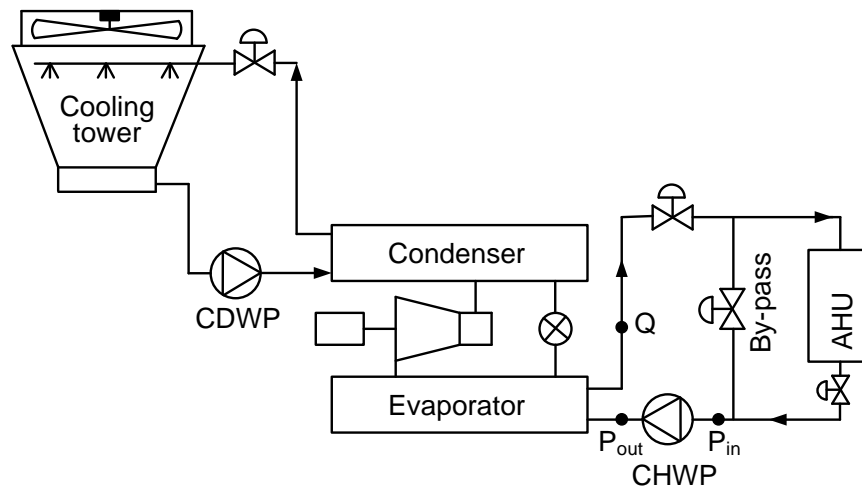 Cooling
tower
CDWP
Condenser
Evaporator
Q
By-pass
AHU
Pout
Pin
CHWP